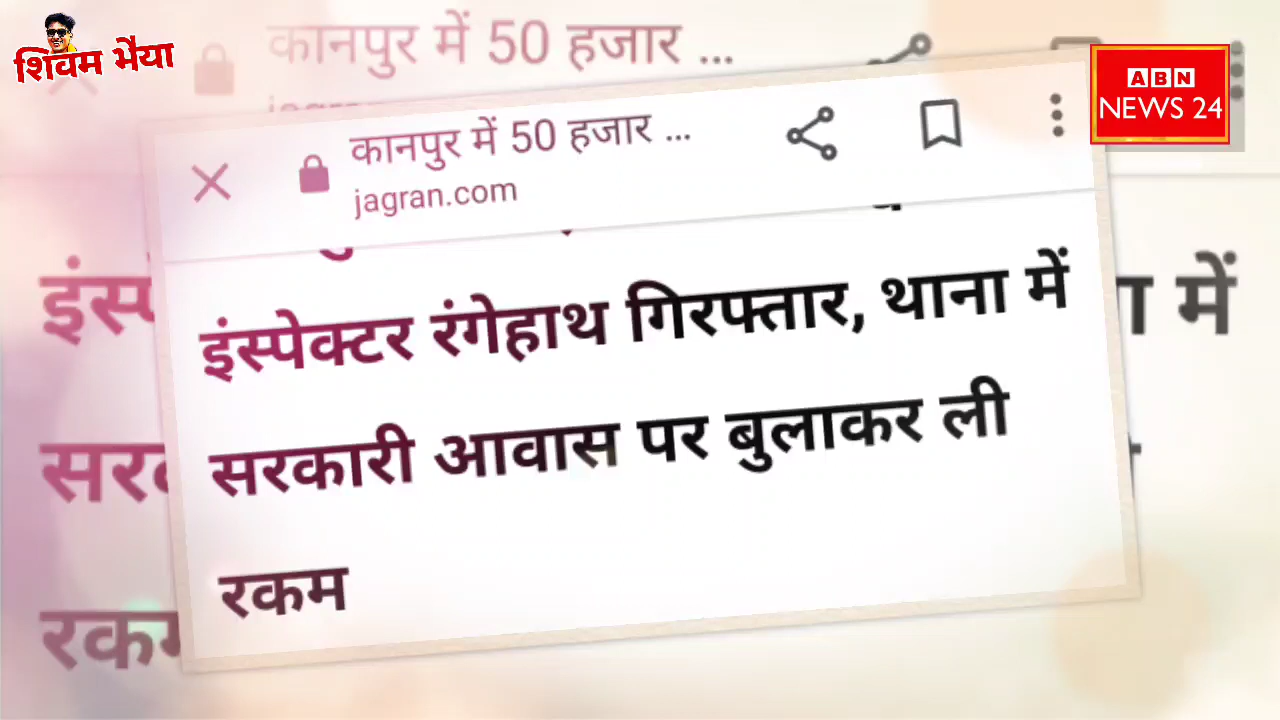 शिवम भैया
ABN
NEWS 24
कानपुर में 50 हजार ...
कानपुर में 50 हजार ...
jagran.com
इंस्पेक्टर रंगेहाथ गिरफ्तार, थाना में
सरकारी आवास पर बुलाकर ली
रकम